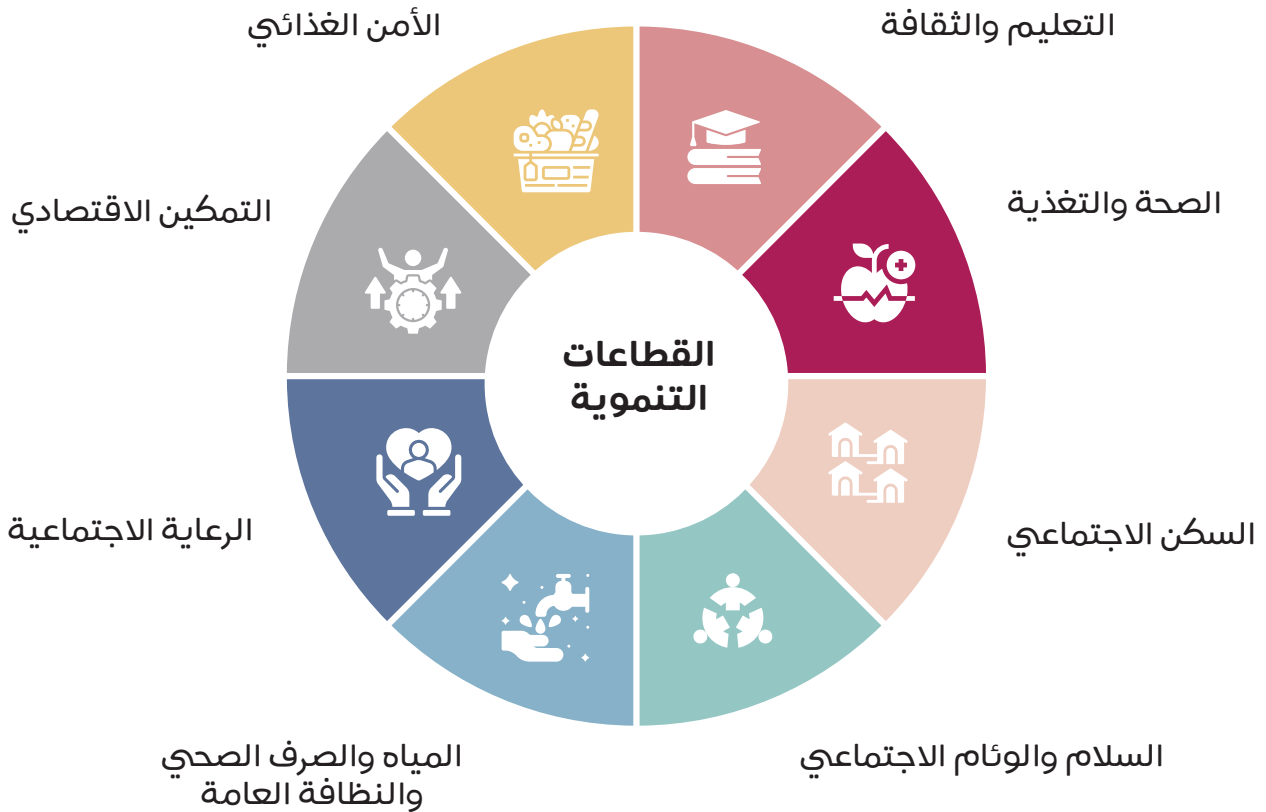 التعليم والثقافة
الأمن الغذائي
الصحة والتغذية
التمكين الاقتصادي
القطاعات
التنموية
السكن الاجتماعي
الرعاية الاجتماعية
السلام والوئام الاجتماعي
المياه والصرف الصحي
والنظافة العامة